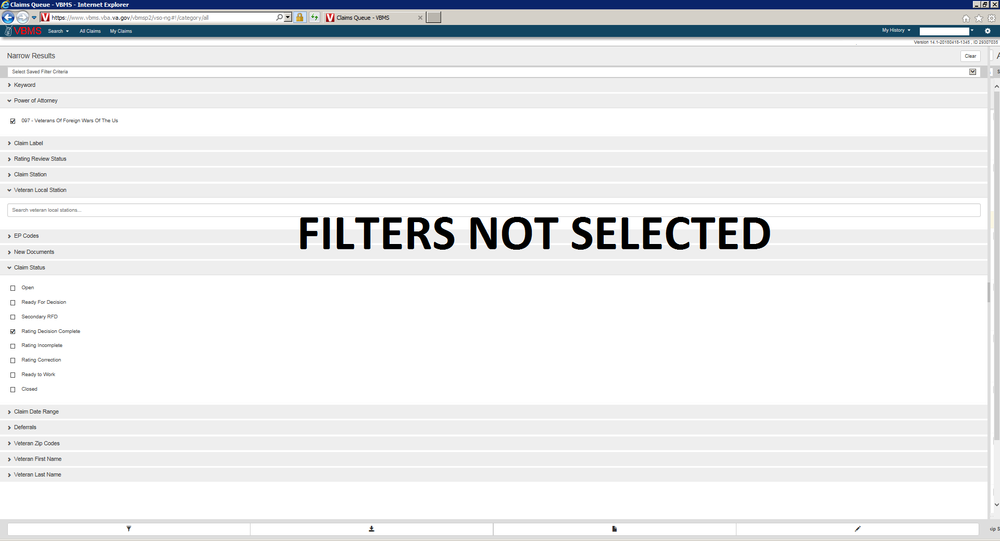 Claims Queue - VBMS - Internet Explorer
https://www.vbms.vba.va.gov/vbmsp2/vso-ng#!/category/all
Claims Queue - VBMS
VBMS Search All Claims My Claims My History
Version 14.1-20180418-1345 , ID 29307035
Narrow Results
Clear
Select Saved Filter Criteria
Keyword
Power of Attorney
097 - Veterans Of Foreign Wars Of The Us
Claim Label
Rating Review Status
Claim Station
Veteran Local Station
Search veteran local stations...
FILTERS NOT SELECTED
EP Codes
New Documents
Claim Status
Open
Ready For Decision
Secondary RFD
Rating Decision Complete
Rating Incomplete
Rating Correction
Ready to Work
Closed
Claim Date Range
Deferrals
Veteran Zip Codes
Veteran First Name
Veteran Last Name